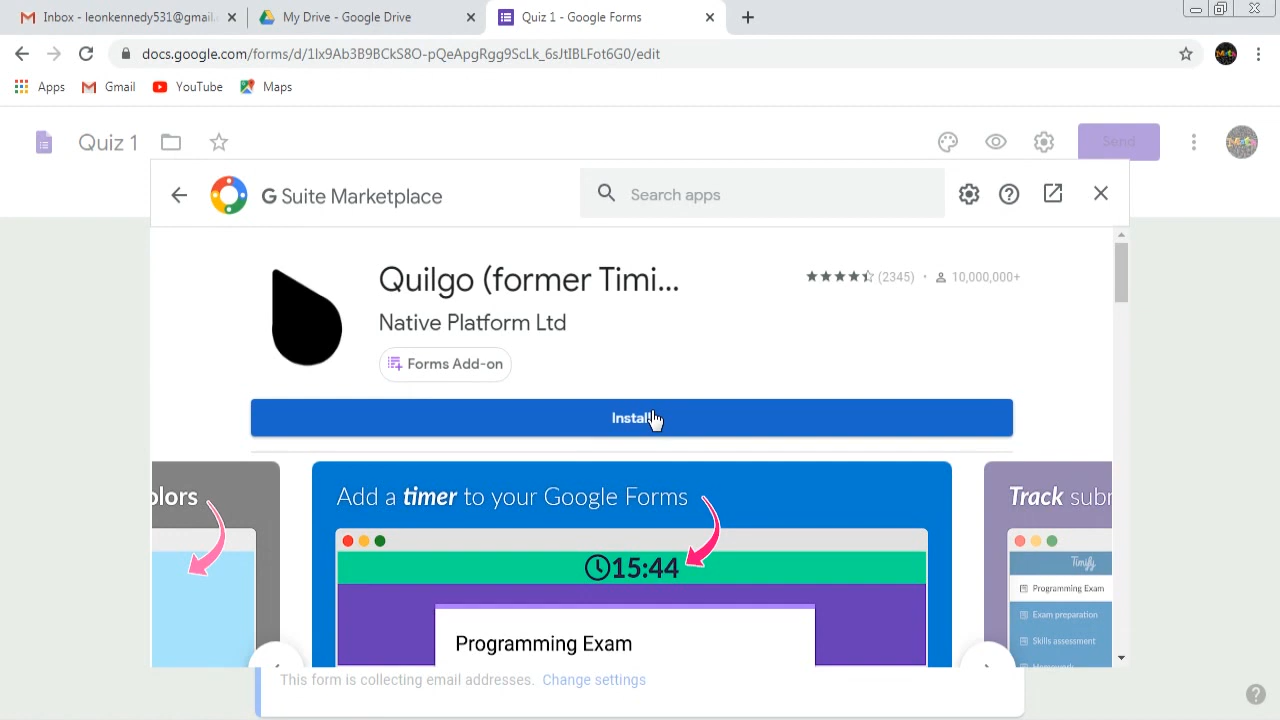 Inbox - leonkennedy531@gmail.
My Drive - Google Drive
Quiz 1 - Google Forms
docs.google.com/forms/d/1lx9Ab3B9BCkS8O-pQeApgRgg9ScLk_6sJtIBLFot6G0/edit
Apps
Gmail
YouTube
Maps
Quiz 1
Send
G Suite Marketplace
Search apps
Quilgo (former Timi...
(2345)
10,000,000+
Native Platform Ltd
Forms Add-on
Install
olors
Add a timer to your Google Forms
Track subm
15:44
Timify
Programming Exam
Exam preparation
Skills assessment
Homework
Programming Exam
This form is collecting email addresses. Change settings